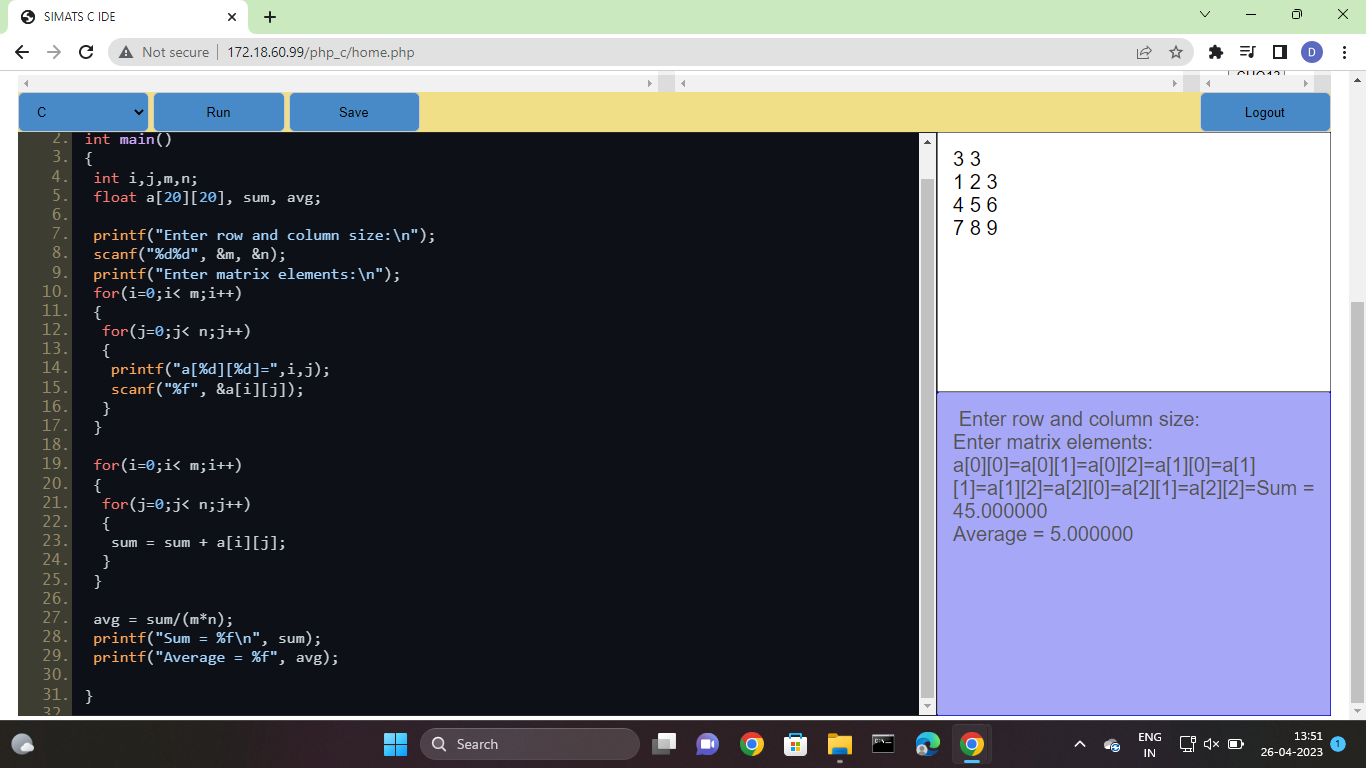 SIMATS C IDE
Not secure 172.18.60.99/php_c/home.php
D
C Run Save Logout
2. int main()
3. {
4. int i,j,m,n;
5. float a[20][20], sum, avg;
6.
7. printf("Enter row and column size:\n");
8. scanf("%d%d", &m, &n);
9. printf("Enter matrix elements:\n");
10. for(i=0;i< m;i++)
11. {
12. for(j=0;j< n;j++)
13. {
14. printf("a[%d][%d]=",i,j);
15. scanf("%f", &a[i][j]);
16. }
17. }
18.
19. for(i=0;i< m;i++)
20. {
21. for(j=0;j< n;j++)
22. {
23. sum = sum + a[i][j];
24. }
25. }
26.
27. avg = sum/(m*n);
28. printf("Sum = %f\n", sum);
29. printf("Average = %f", avg);
30.
31. }
32.
3 3
1 2 3
4 5 6
7 8 9
Enter row and column size:
Enter matrix elements:
a[0][0]=a[0][1]=a[0][2]=a[1][0]=a[1]
[1]=a[1][2]=a[2][0]=a[2][1]=a[2][2]=Sum =
45.000000
Average = 5.000000
Search
ENG
IN
13:51
26-04-2023
1